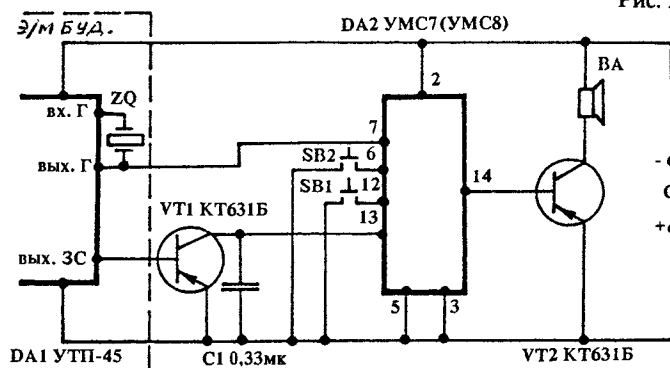 Рис.
Э/м БУД.
DA2 УМС7 (УМС8)
BA
2
ZQ
вх. Г
7
SB2
6
вых. Г
SB1
12
14
13
VT1 КТ631Б
вых. ЗС
5
3
DA1 УТП-45
C1 0,33мк
VT2 КТ631Б